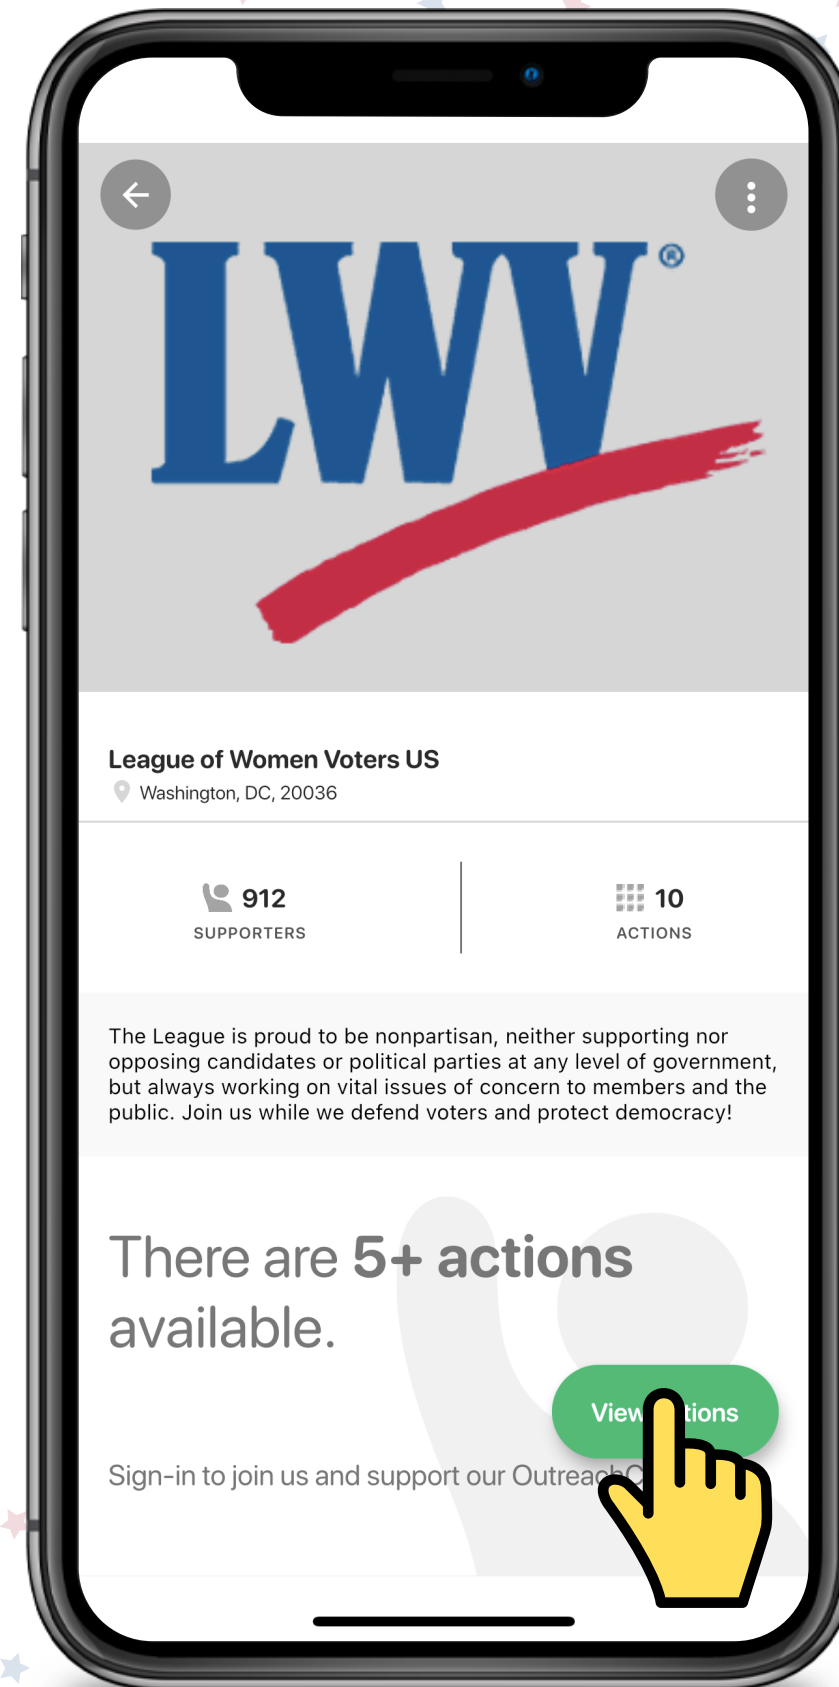 LWV®
League of Women Voters US
Washington, DC, 20036
912
SUPPORTERS
10
ACTIONS
The League is proud to be nonpartisan, neither supporting nor
opposing candidates or political parties at any level of government,
but always working on vital issues of concern to members and the
public. Join us while we defend voters and protect democracy!
There are 5+ actions
available.
View
Sign-in to join us and support our